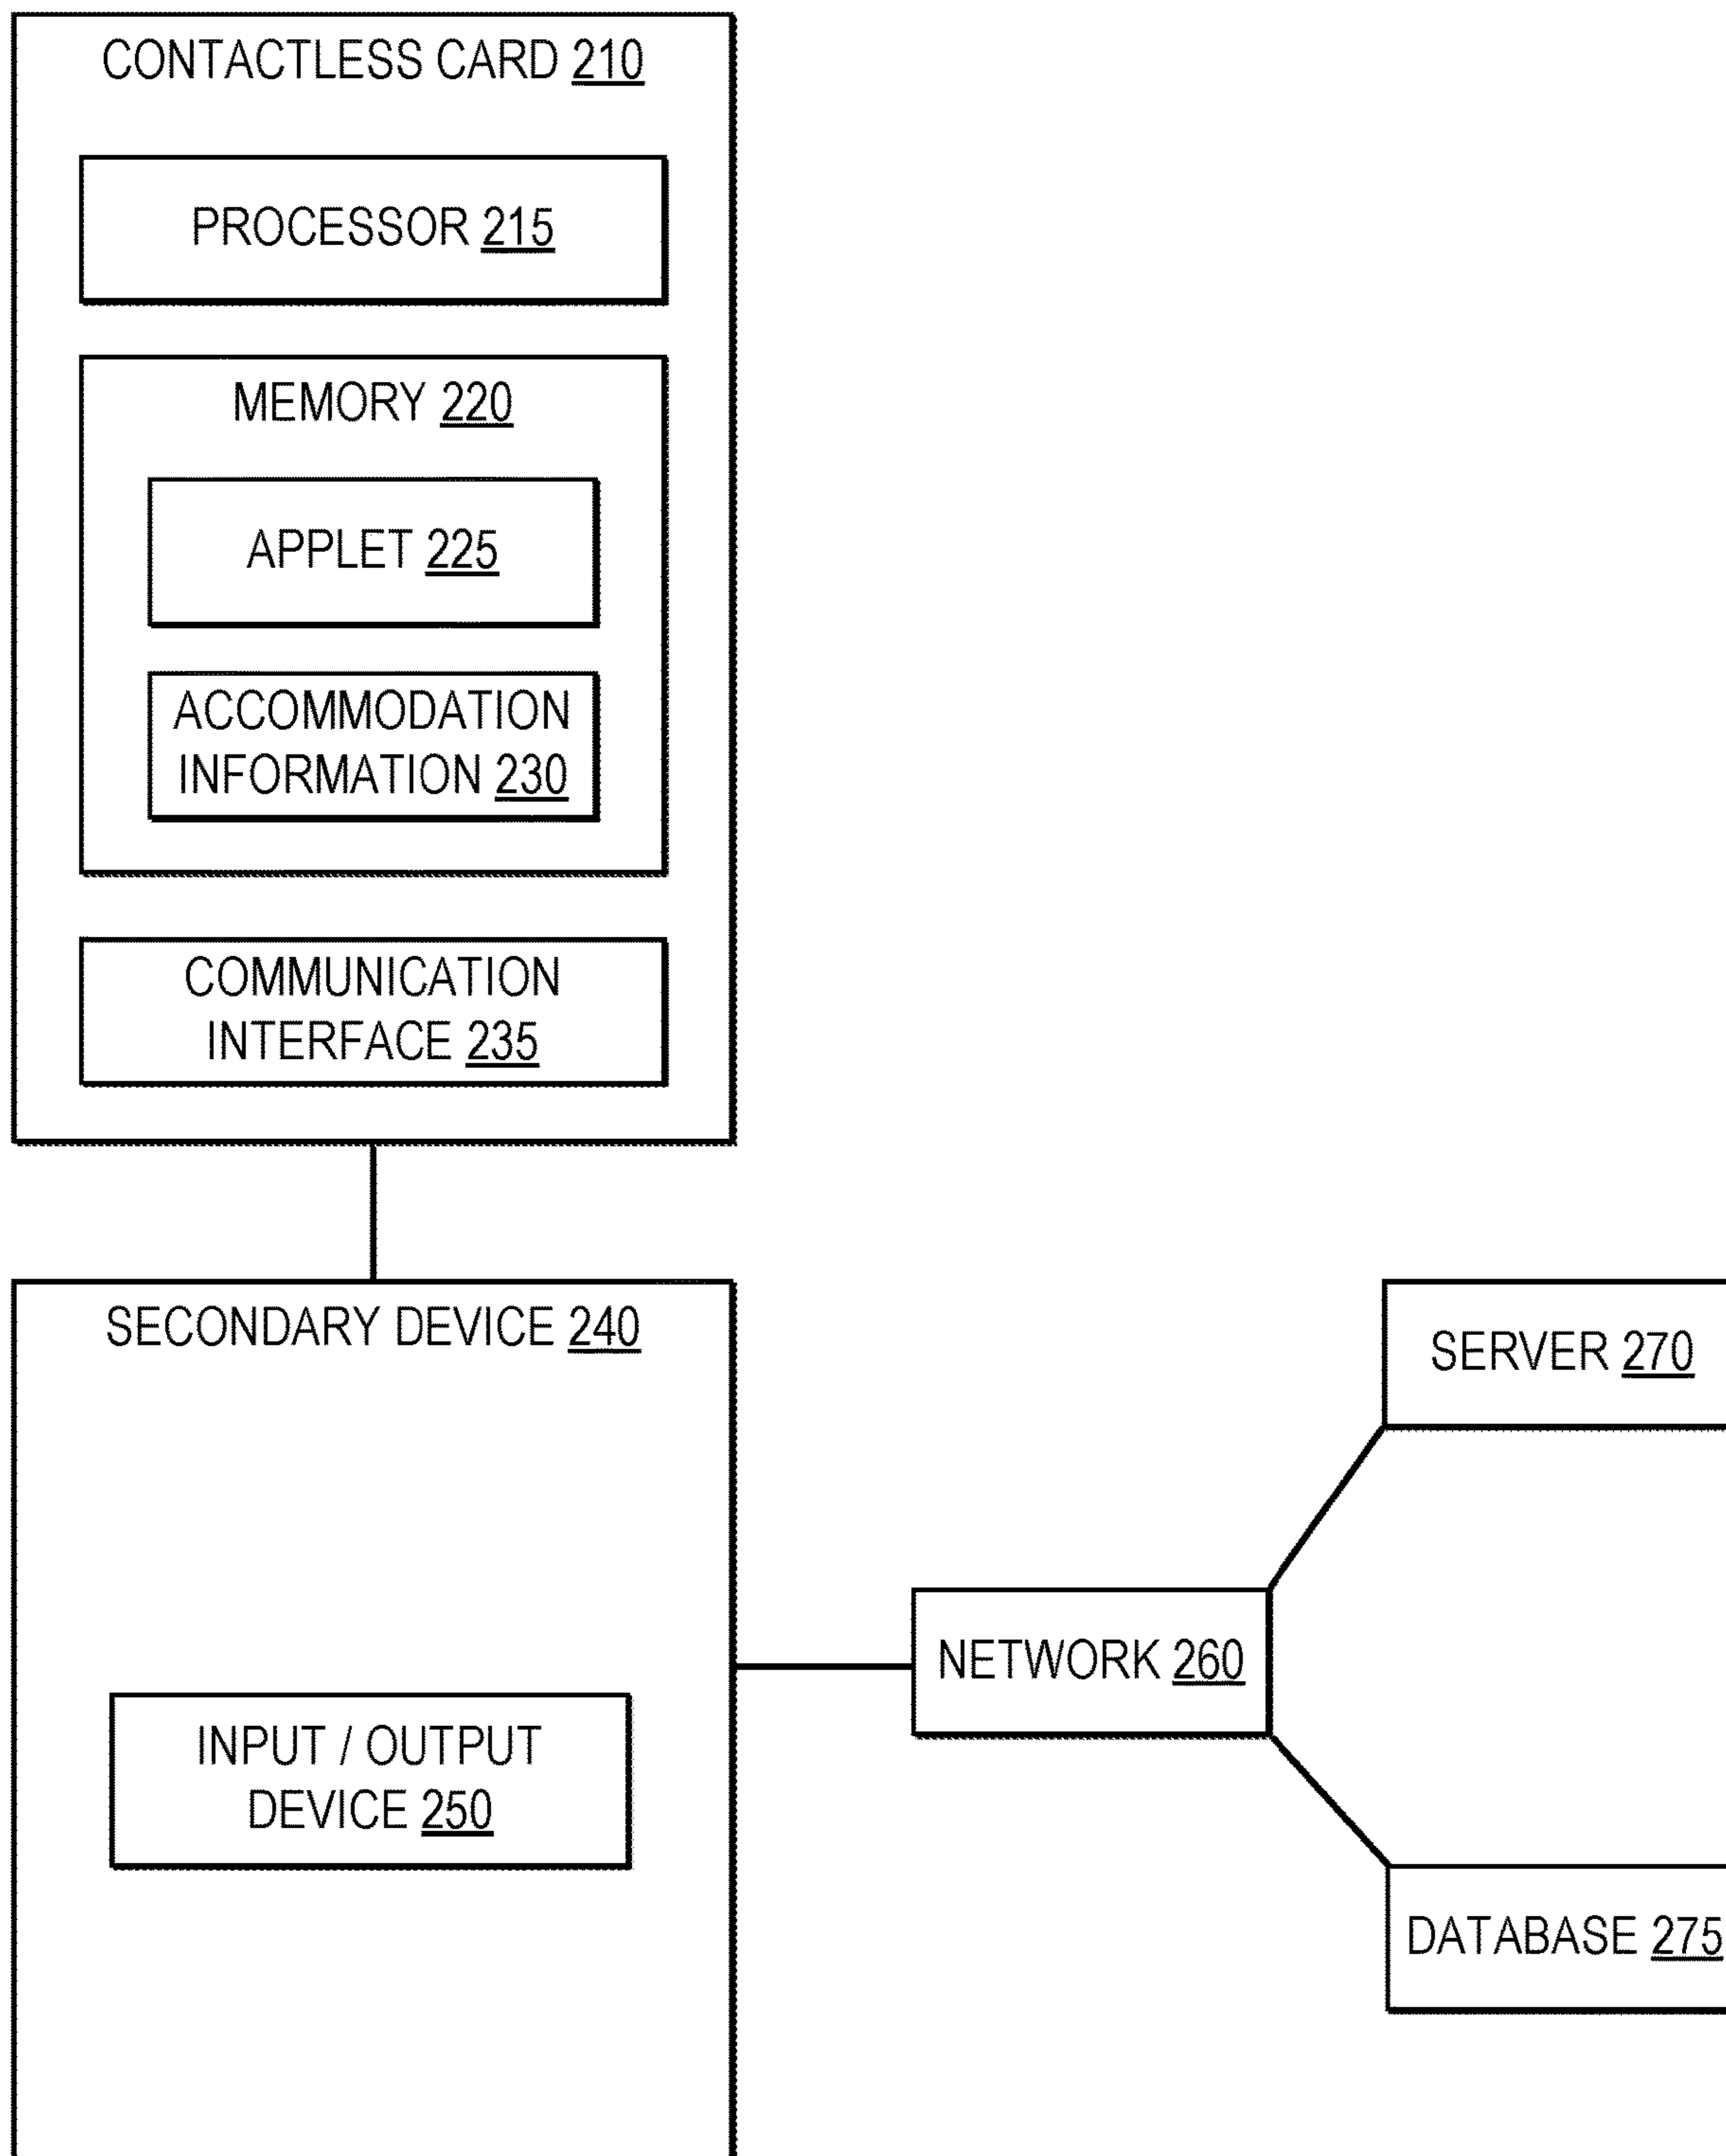 CONTACTLESS CARD 210
PROCESSOR 215
MEMORY 220
APPLET 225
ACCOMMODATION
INFORMATION 230
COMMUNICATION
INTERFACE 235
SECONDARY DEVICE 240
INPUT / OUTPUT
DEVICE 250
NETWORK 260
SERVER 270
DATABASE 275